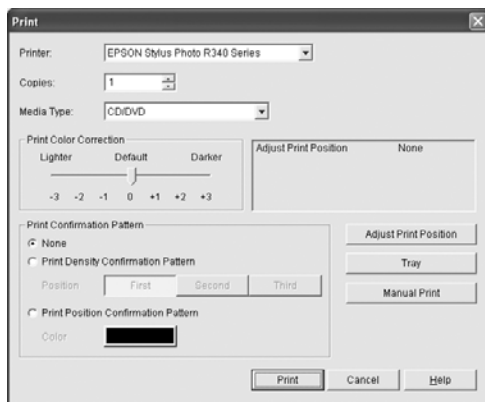 Print
Printer: EPSON Stylus Photo R340 Series
Copies: 1
Media Type: CD/DVD
Print Color Correction
Lighter Default Darker
-3 -2 -1 0 +1 +2 +3
Adjust Print Position None
Print Confirmation Pattern
None
Print Density Confirmation Pattern
Position First Second Third
Print Position Confirmation Pattern
Color
Adjust Print Position
Tray
Manual Print
Print Cancel Help